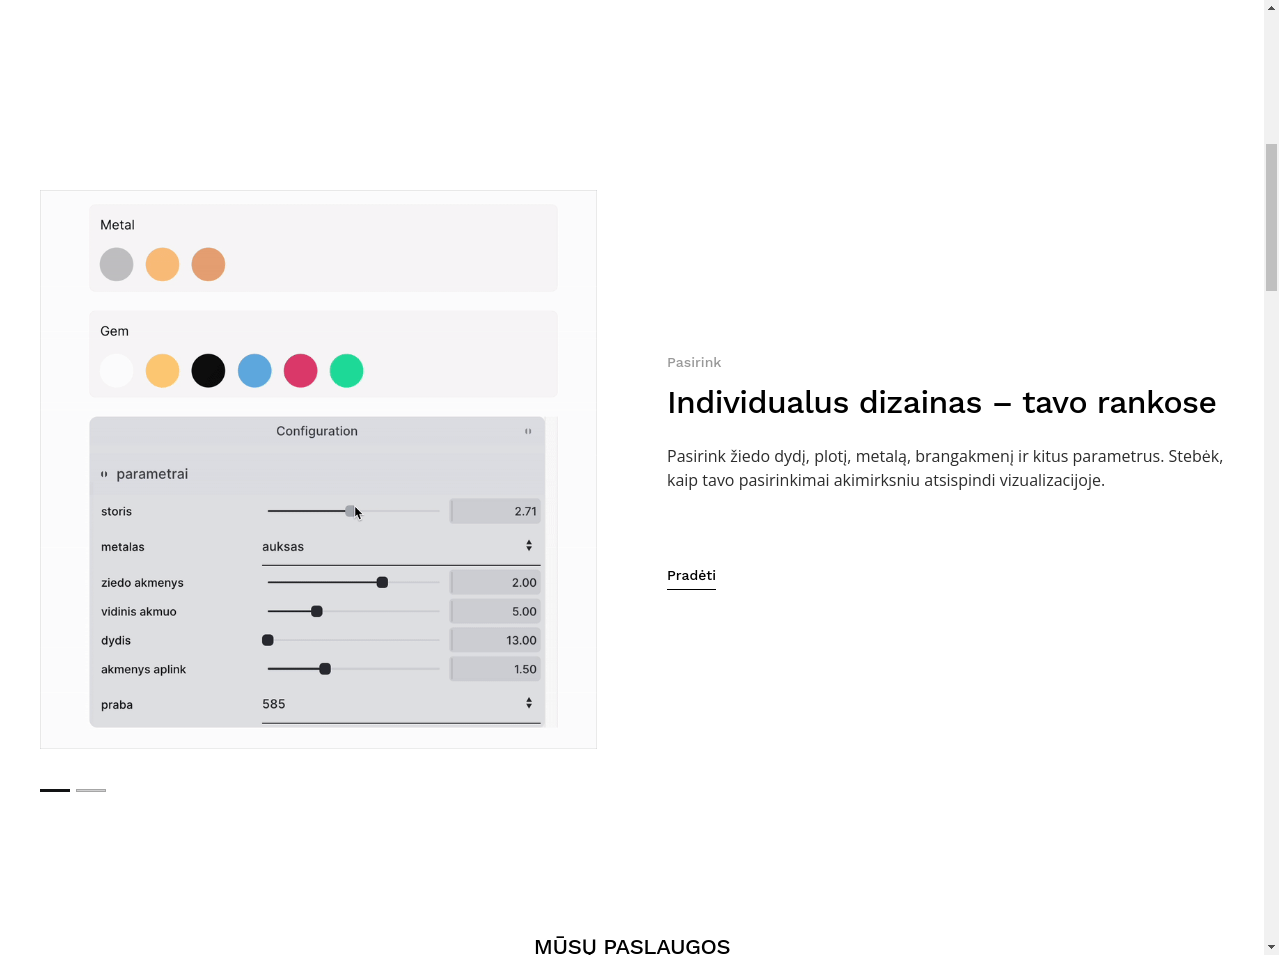 Metal
Gem
Configuration
parametrai
storis 2.71
metalas auksas
ziedo akmenys 2.00
vidinis akmuo 5.00
dydis 13.00
akmenys aplink 1.50
praba 585
Pasirink
Individualus dizainas – tavo rankose
Pasirink žiedo dydį, plotį, metalą, brangakmenį ir kitus parametrus. Stebėk,
kaip tavo pasirinkimai akimirksniu atsispindi vizualizacijoje.
Pradėti
MŪSŲ PASLAUGOS